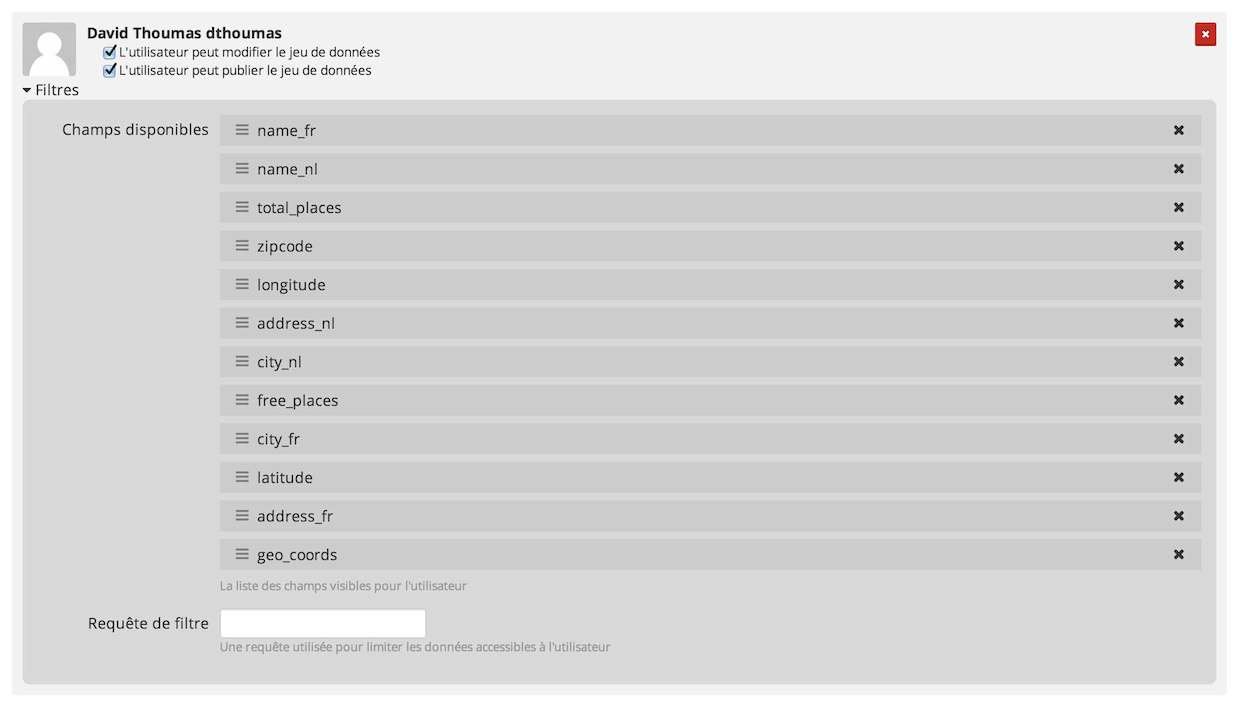 David Thoumas dthoumas
L'utilisateur peut modifier le jeu de données
L'utilisateur peut publier le jeu de données
Filtres
Champs disponibles
name_fr
name_nl
total_places
zipcode
longitude
address_nl
city_nl
free_places
city_fr
latitude
address_fr
geo_coords
La liste des champs visibles pour l'utilisateur
Requête de filtre
Une requête utilisée pour limiter les données accessibles à l'utilisateur